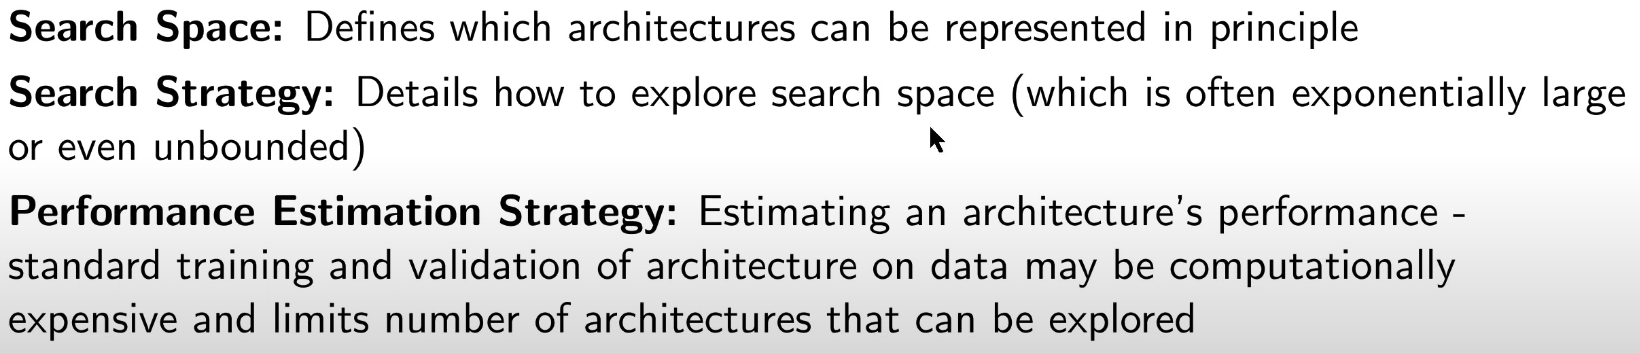 Search Space: Defines which architectures can be represented in principle
Search Strategy: Details how to explore search space (which is often exponentially large
or even unbounded)
Performance Estimation Strategy: Estimating an architecture's performance -
standard training and validation of architecture on data may be computationally
expensive and limits number of architectures that can be explored